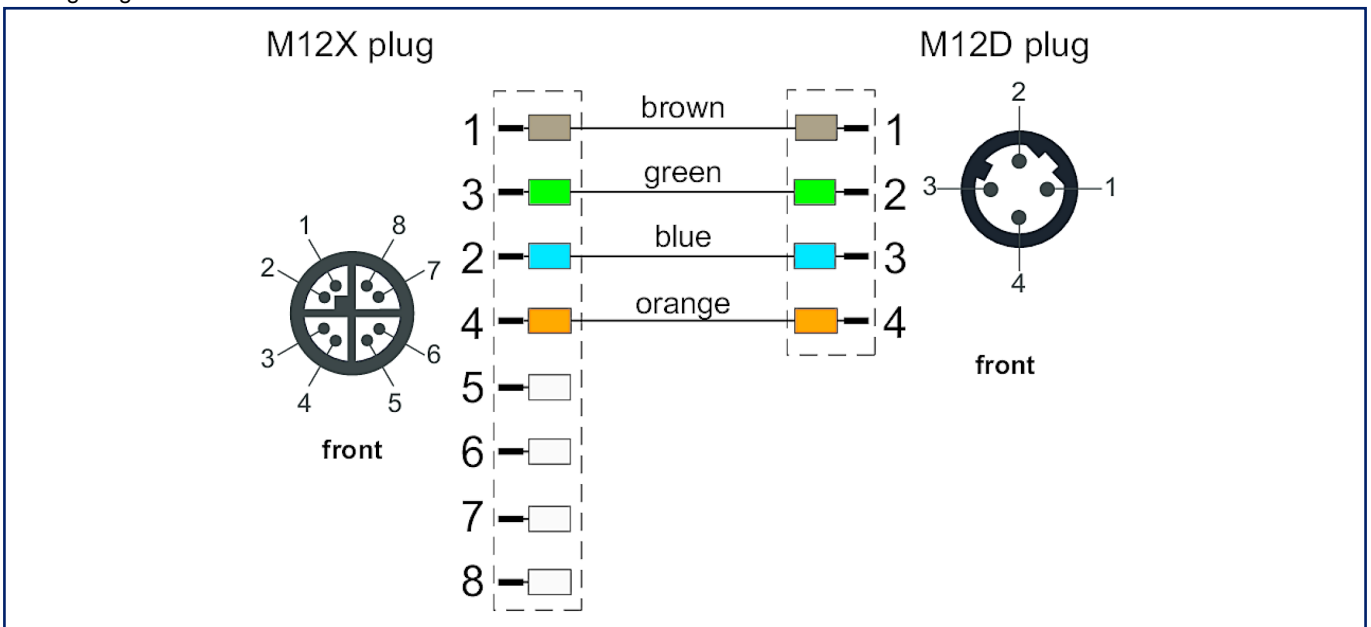 M12X plug
M12D plug
1 brown 1
3 green 2
2 blue 3
4 orange 4
5
6
7
8
1 8
2 7
3 6
4 5
front
2
3 1
4
front